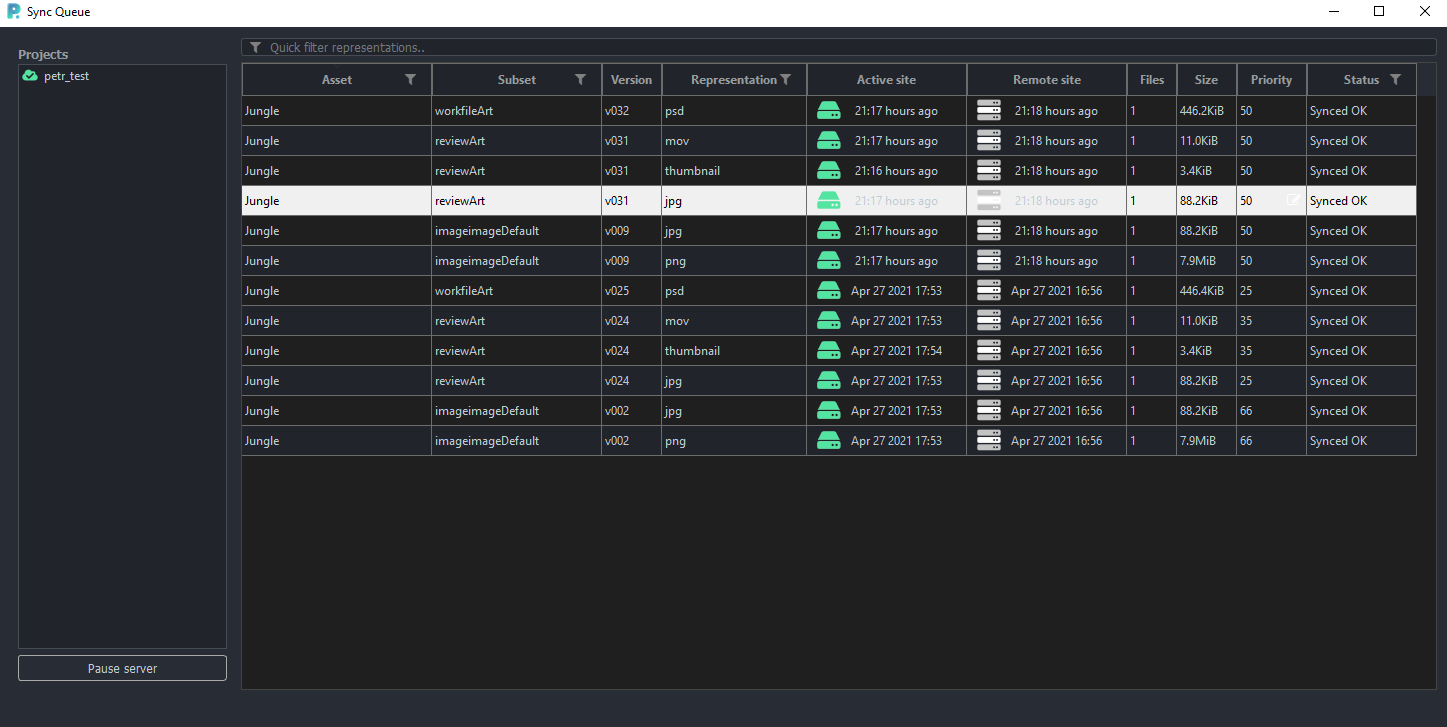 Sync Queue
Projects
petr_test
Quick filter representations..
Asset Subset Version Representation Active site Remote site Files Size Priority Status
Jungle workfileArt v032 psd 21:17 hours ago 21:18 hours ago 1 446.2KiB 50 Synced OK
Jungle reviewArt v031 mov 21:17 hours ago 21:18 hours ago 1 11.0KiB 50 Synced OK
Jungle reviewArt v031 thumbnail 21:16 hours ago 21:18 hours ago 1 3.4KiB 50 Synced OK
Jungle reviewArt v031 jpg 21:17 hours ago 21:18 hours ago 1 88.2KiB 50 Synced OK
Jungle imageimageDefault v009 jpg 21:17 hours ago 21:18 hours ago 1 88.2KiB 50 Synced OK
Jungle imageimageDefault v009 png 21:17 hours ago 21:18 hours ago 1 7.9MiB 50 Synced OK
Jungle workfileArt v025 psd Apr 27 2021 17:53 Apr 27 2021 16:56 1 446.4KiB 25 Synced OK
Jungle reviewArt v024 mov Apr 27 2021 17:53 Apr 27 2021 16:56 1 11.0KiB 35 Synced OK
Jungle reviewArt v024 thumbnail Apr 27 2021 17:54 Apr 27 2021 16:56 1 3.4KiB 35 Synced OK
Jungle reviewArt v024 jpg Apr 27 2021 17:53 Apr 27 2021 16:56 1 88.2KiB 25 Synced OK
Jungle imageimageDefault v002 jpg Apr 27 2021 17:53 Apr 27 2021 16:56 1 88.2KiB 66 Synced OK
Jungle imageimageDefault v002 png Apr 27 2021 17:53 Apr 27 2021 16:56 1 7.9MiB 66 Synced OK
Pause server